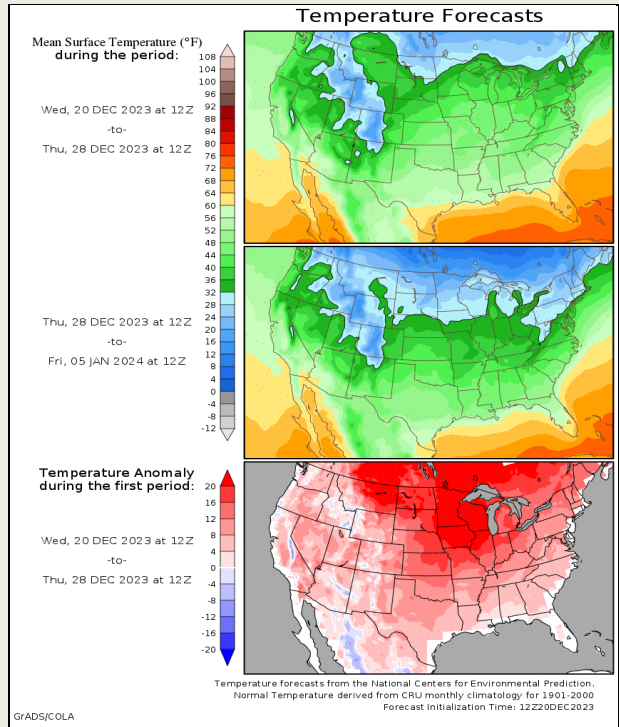 Temperature Forecasts
Mean Surface Temperature (°F)
during the period:
Wed, 20 DEC 2023 at 12Z
-to-
Thu, 28 DEC 2023 at 12Z
108
104
100
96
92
88
84
80
76
72
68
64
60
56
52
48
44
40
36
32
28
24
20
16
12
8
4
0
-4
-8
-12
Thu, 28 DEC 2023 at 12Z
-to-
Fri, 05 JAN 2024 at 12Z
Temperature Anomaly
during the first period:
Wed, 20 DEC 2023 at 12Z
-to-
Thu, 28 DEC 2023 at 12Z
20
16
12
8
4
0
-4
-8
-12
-16
-20
Temperature forecasts from the National Centers for Environmental Prediction.
Normal Temperature derived from CRU monthly climatology for 1901-2000
Forecast Initialization Time: 12Z20DEC2023
GrADS/COLA